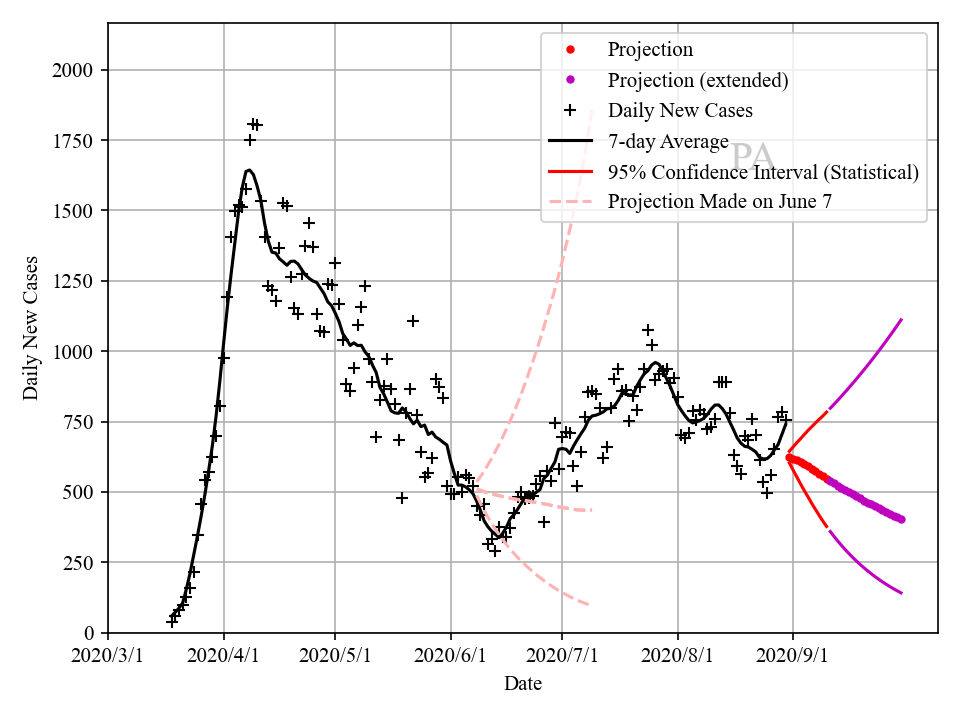 2000
1750
1500
1250
1000
750
500
250
0
Daily New Cases
2020/3/1 2020/4/1 2020/5/1 2020/6/1 2020/7/1 2020/8/1 2020/9/1
Date
Projection
Projection (extended)
Daily New Cases
7-day Average
95% Confidence Interval (Statistical)
Projection Made on June 7
PA